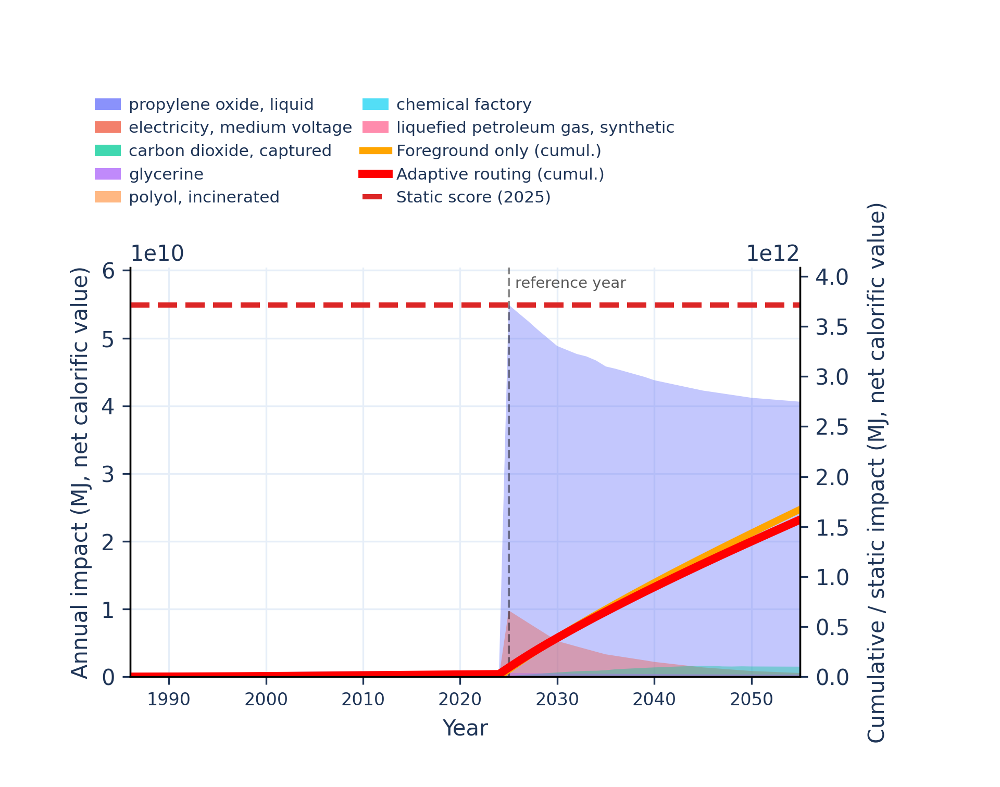 propylene oxide, liquid
electricity, medium voltage
carbon dioxide, captured
glycerine
polyol, incinerated
chemical factory
liquefied petroleum gas, synthetic
Foreground only (cumul.)
Adaptive routing (cumul.)
Static score (2025)
1e10
1e12
6
5
4
3
2
1
0
Annual impact (MJ, net calorific value)
reference year
4.0
3.5
3.0
2.5
2.0
1.5
1.0
0.5
0.0
Cumulative / static impact (MJ, net calorific value)
1990
2000
2010
2020
2030
2040
2050
Year